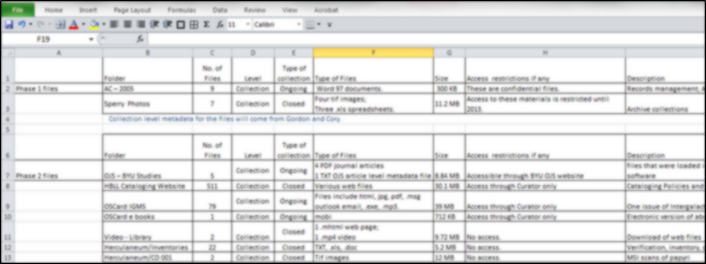 File Home Insert Page Layout Formulas Data Review View Acrobat
11 Calibri
F19 fx
A B C D E F G H
1 Folder No. of Files Level Type of collection Type of Files Size Access restrictions if any Description
2 Phase 1 files AC – 2005 9 Collection Ongoing Word 97 documents. 300 KB These are confidential files. Records management,
3 Sperry Photos 7 Collection Closed Four tif images; Three .xls spreadsheets. 11.2 MB Access to these materials is restricted until Archive collections
4 Collection level metadata for the files will come from Gordon and Cory.
5
6 Folder No. of Files Level Type of collection Type of Files Size Access restrictions if any Description
7 Phase 2 files OJS – BYU Studies 5 Collection Ongoing 4 PDF journal articles 1 TXT OJS article level metadata file 8.84 MB Accessible through BYU OJS website files that were loaded software
8 HBLL Cataloging Website 511 Collection Closed Various web files 30.1 MB Access through Curator only Cataloging Policies and
9 OSCard IGMS 79 Collection Ongoing Files include html, jpg, pdf, .msg outlook email, .exe, .mp3. 39 MB Access through Curator only One issue of Intergalac
10 OSCard e books 1 Collection Ongoing mobi 712 KB Access through Curator only Electronic version of
11 Video - Library 2 Collection Closed 1 .mhtml web page; 1 .mp4 video 9.72 MB No access. Download of web files
12 Herculaneum/Inventories 22 Collection Closed TXT, .xls, .doc 5.2 MB No access. Verification, inventory,
13 Herculaneum/CD 001 2 Collection Closed Tif images 12 MB No access. MSI scans of papyri